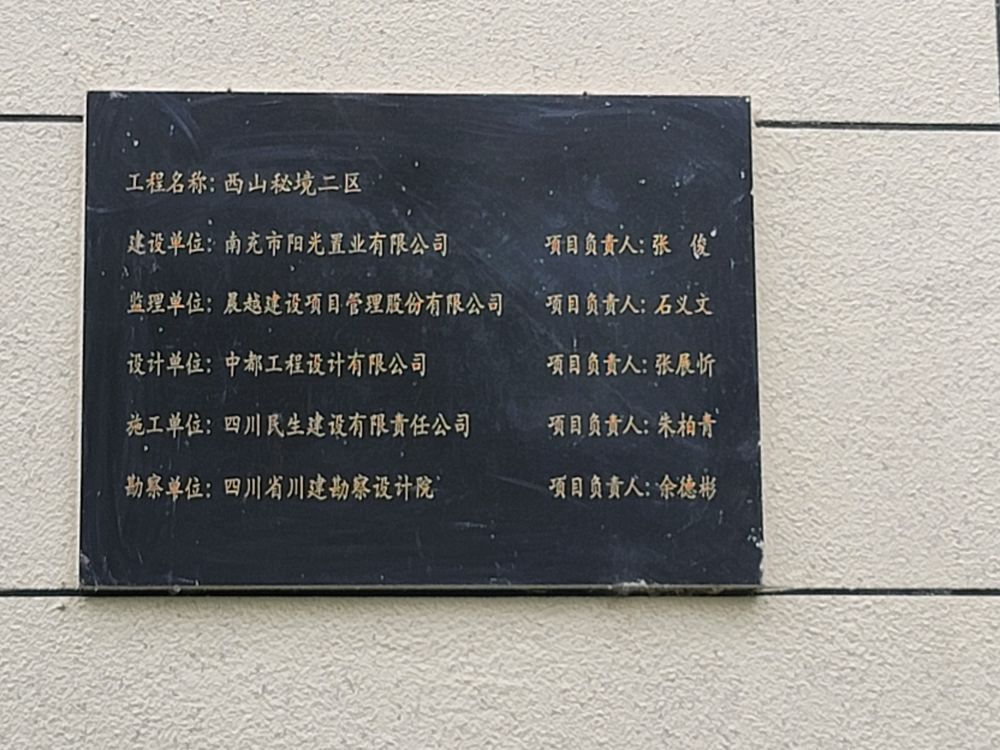 工程名称：西山秘境二区
建设单位：南充市阳光置业有限公司 项目负责人：张 俊
监理单位：晨越建设项目管理股份有限公司 项目负责人：石义文
设计单位：中都工程设计有限公司 项目负责人：张展忻
施工单位：四川民生建设有限责任公司 项目负责人：朱柏青
勘察单位：四川省川建勘察设计院 项目负责人：余德彬